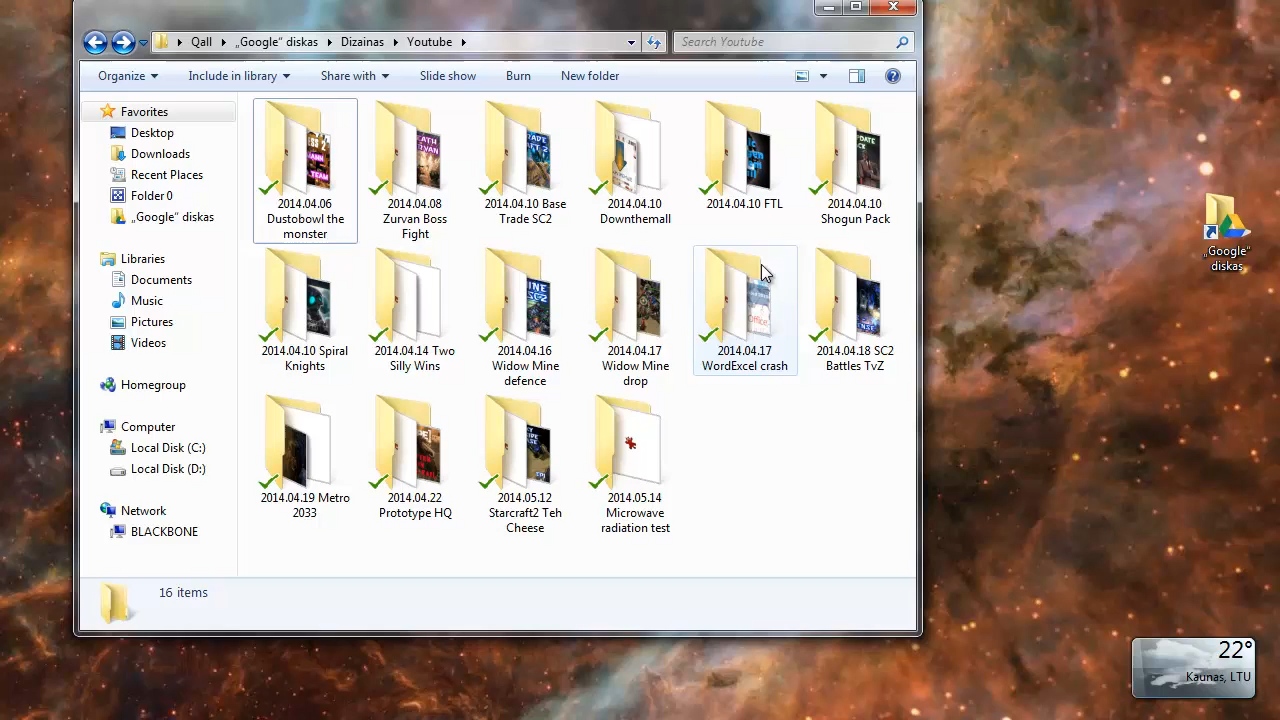 Qall „Google“ diskas Dizainas Youtube
Search Youtube
Organize Include in library Share with Slide show Burn New folder
Favorites
Desktop
Downloads
Recent Places
Folder 0
„Google“ diskas
Libraries
Documents
Music
Pictures
Videos
Homegroup
Computer
Local Disk (C:)
Local Disk (D:)
Network
BLACKBONE
2014.04.06
Dustobowl the
monster
2014.04.08
Zurvan Boss
Fight
2014.04.10 Base
Trade SC2
2014.04.10
Downthemall
2014.04.10 FTL
2014.04.10
Shogun Pack
2014.04.10 Spiral
Knights
2014.04.14 Two
Silly Wins
2014.04.16
Widow Mine
defence
2014.04.17
Widow Mine
drop
2014.04.17
WordExcel crash
2014.04.18 SC2
Battles TvZ
2014.04.19 Metro
2033
2014.04.22
Prototype HQ
2014.05.12
Starcraft2 Teh
Cheese
2014.05.14
Microwave
radiation test
16 items
„Google“
diskas
22°
Kaunas, LTU